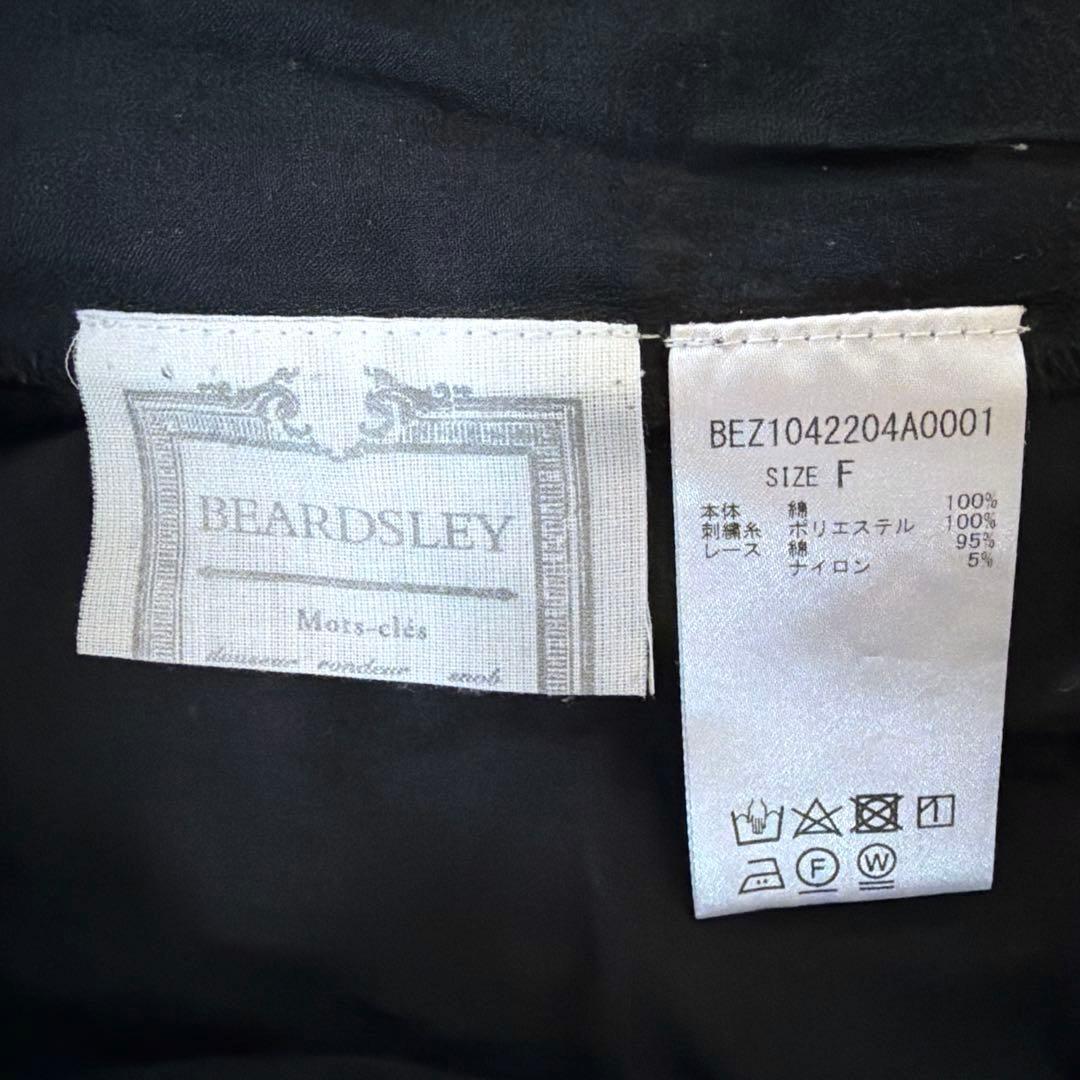 BEARDSLEY
Mots-clés
douseur rondeur snob
BEZ1042204A0001
SIZE F
本体 綿 100%
刺繍糸 ポリエステル 100%
レース 綿 95%
ナイロン 5%
F
W